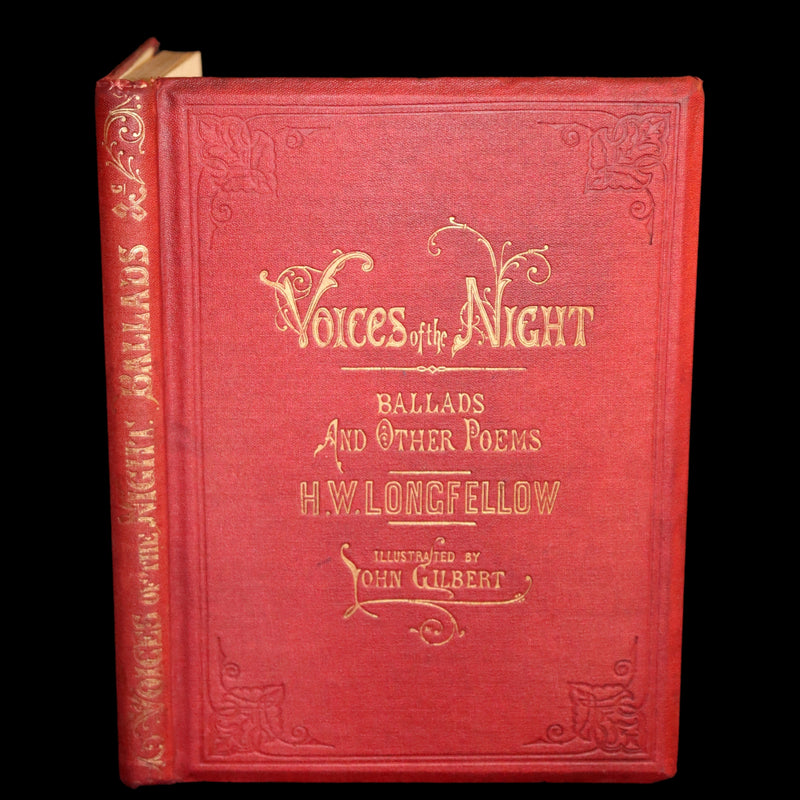 VOICES of the NIGHT
BALLADS
AND OTHER POEMS
H.W. LONGFELLOW
ILLUSTRATED BY
JOHN GILBERT
VOICES OF THE NIGHT. BALLADS &C